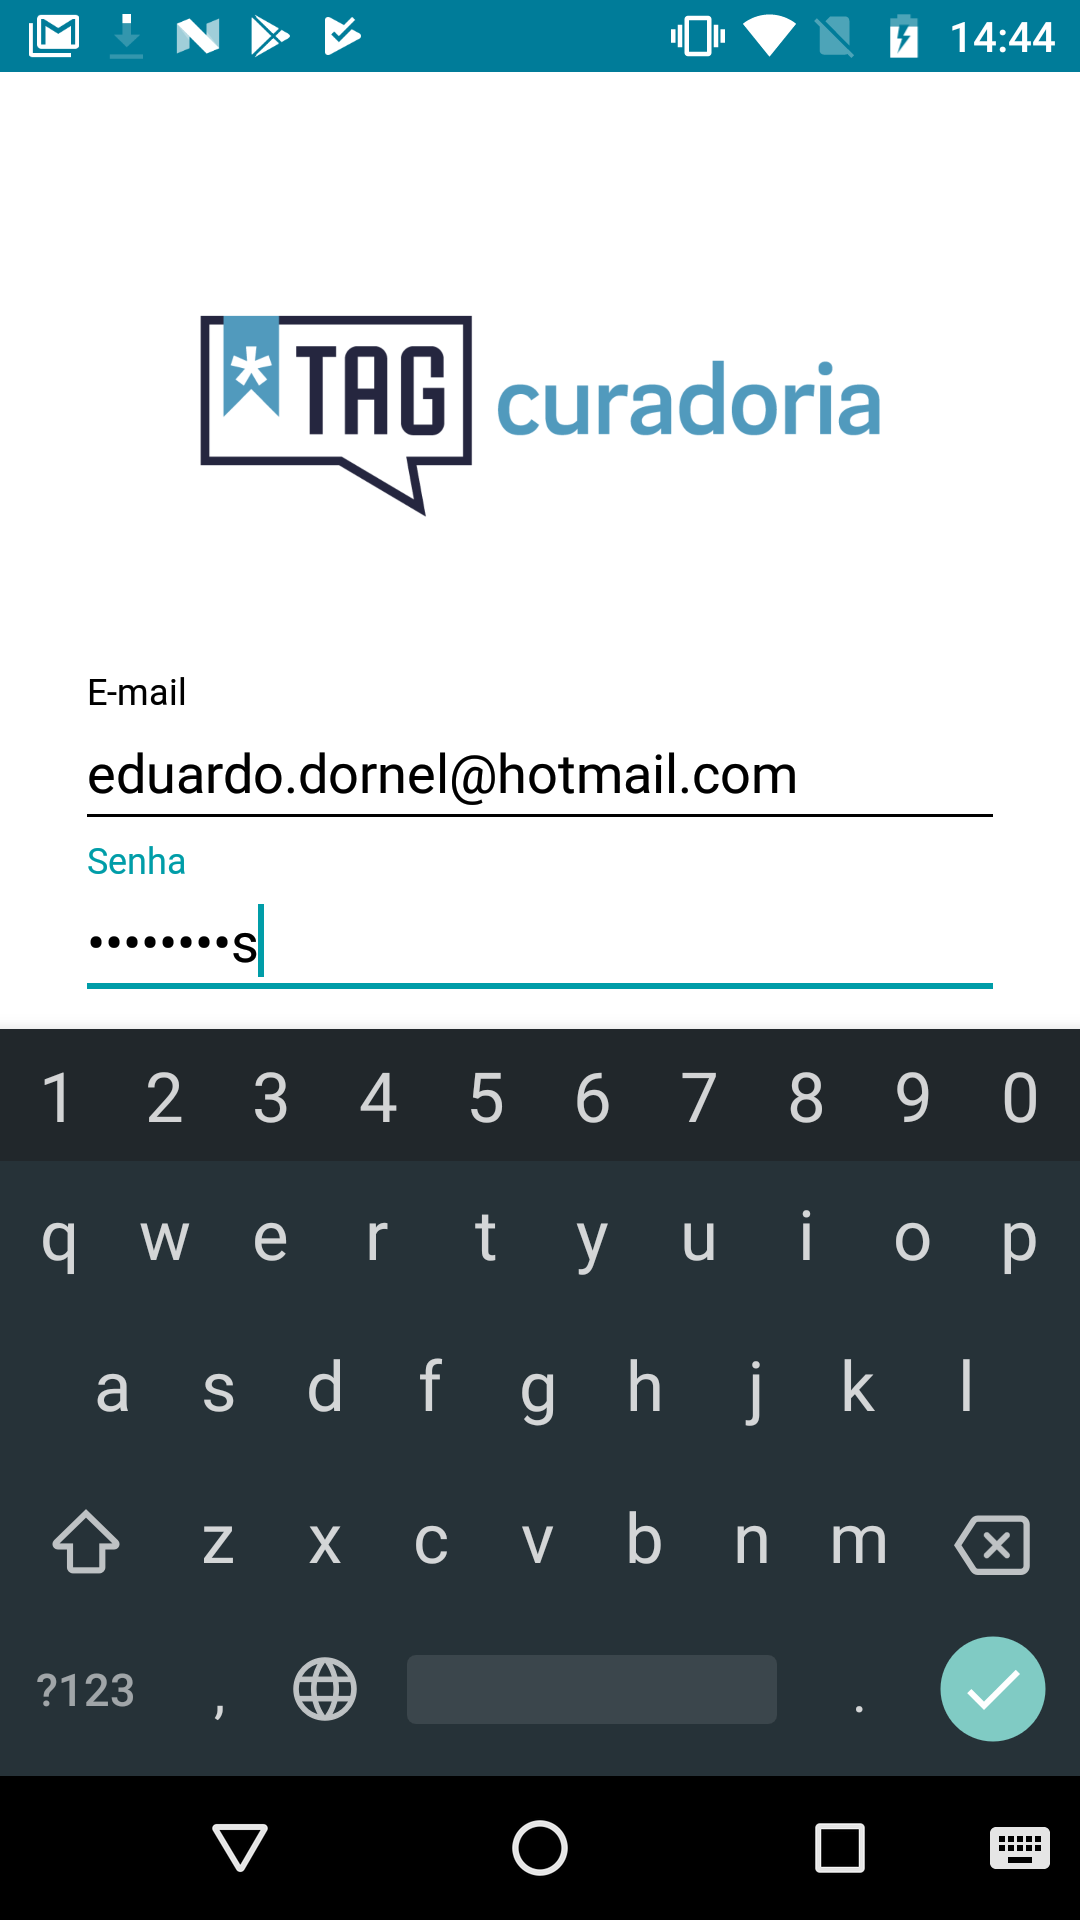 14:44
* TAG curadoria
E-mail
eduardo.dornel@hotmail.com
Senha
••••••••s
1 2 3 4 5 6 7 8 9 0
q w e r t y u i o p
a s d f g h j k l
z x c v b n m
?123 , .